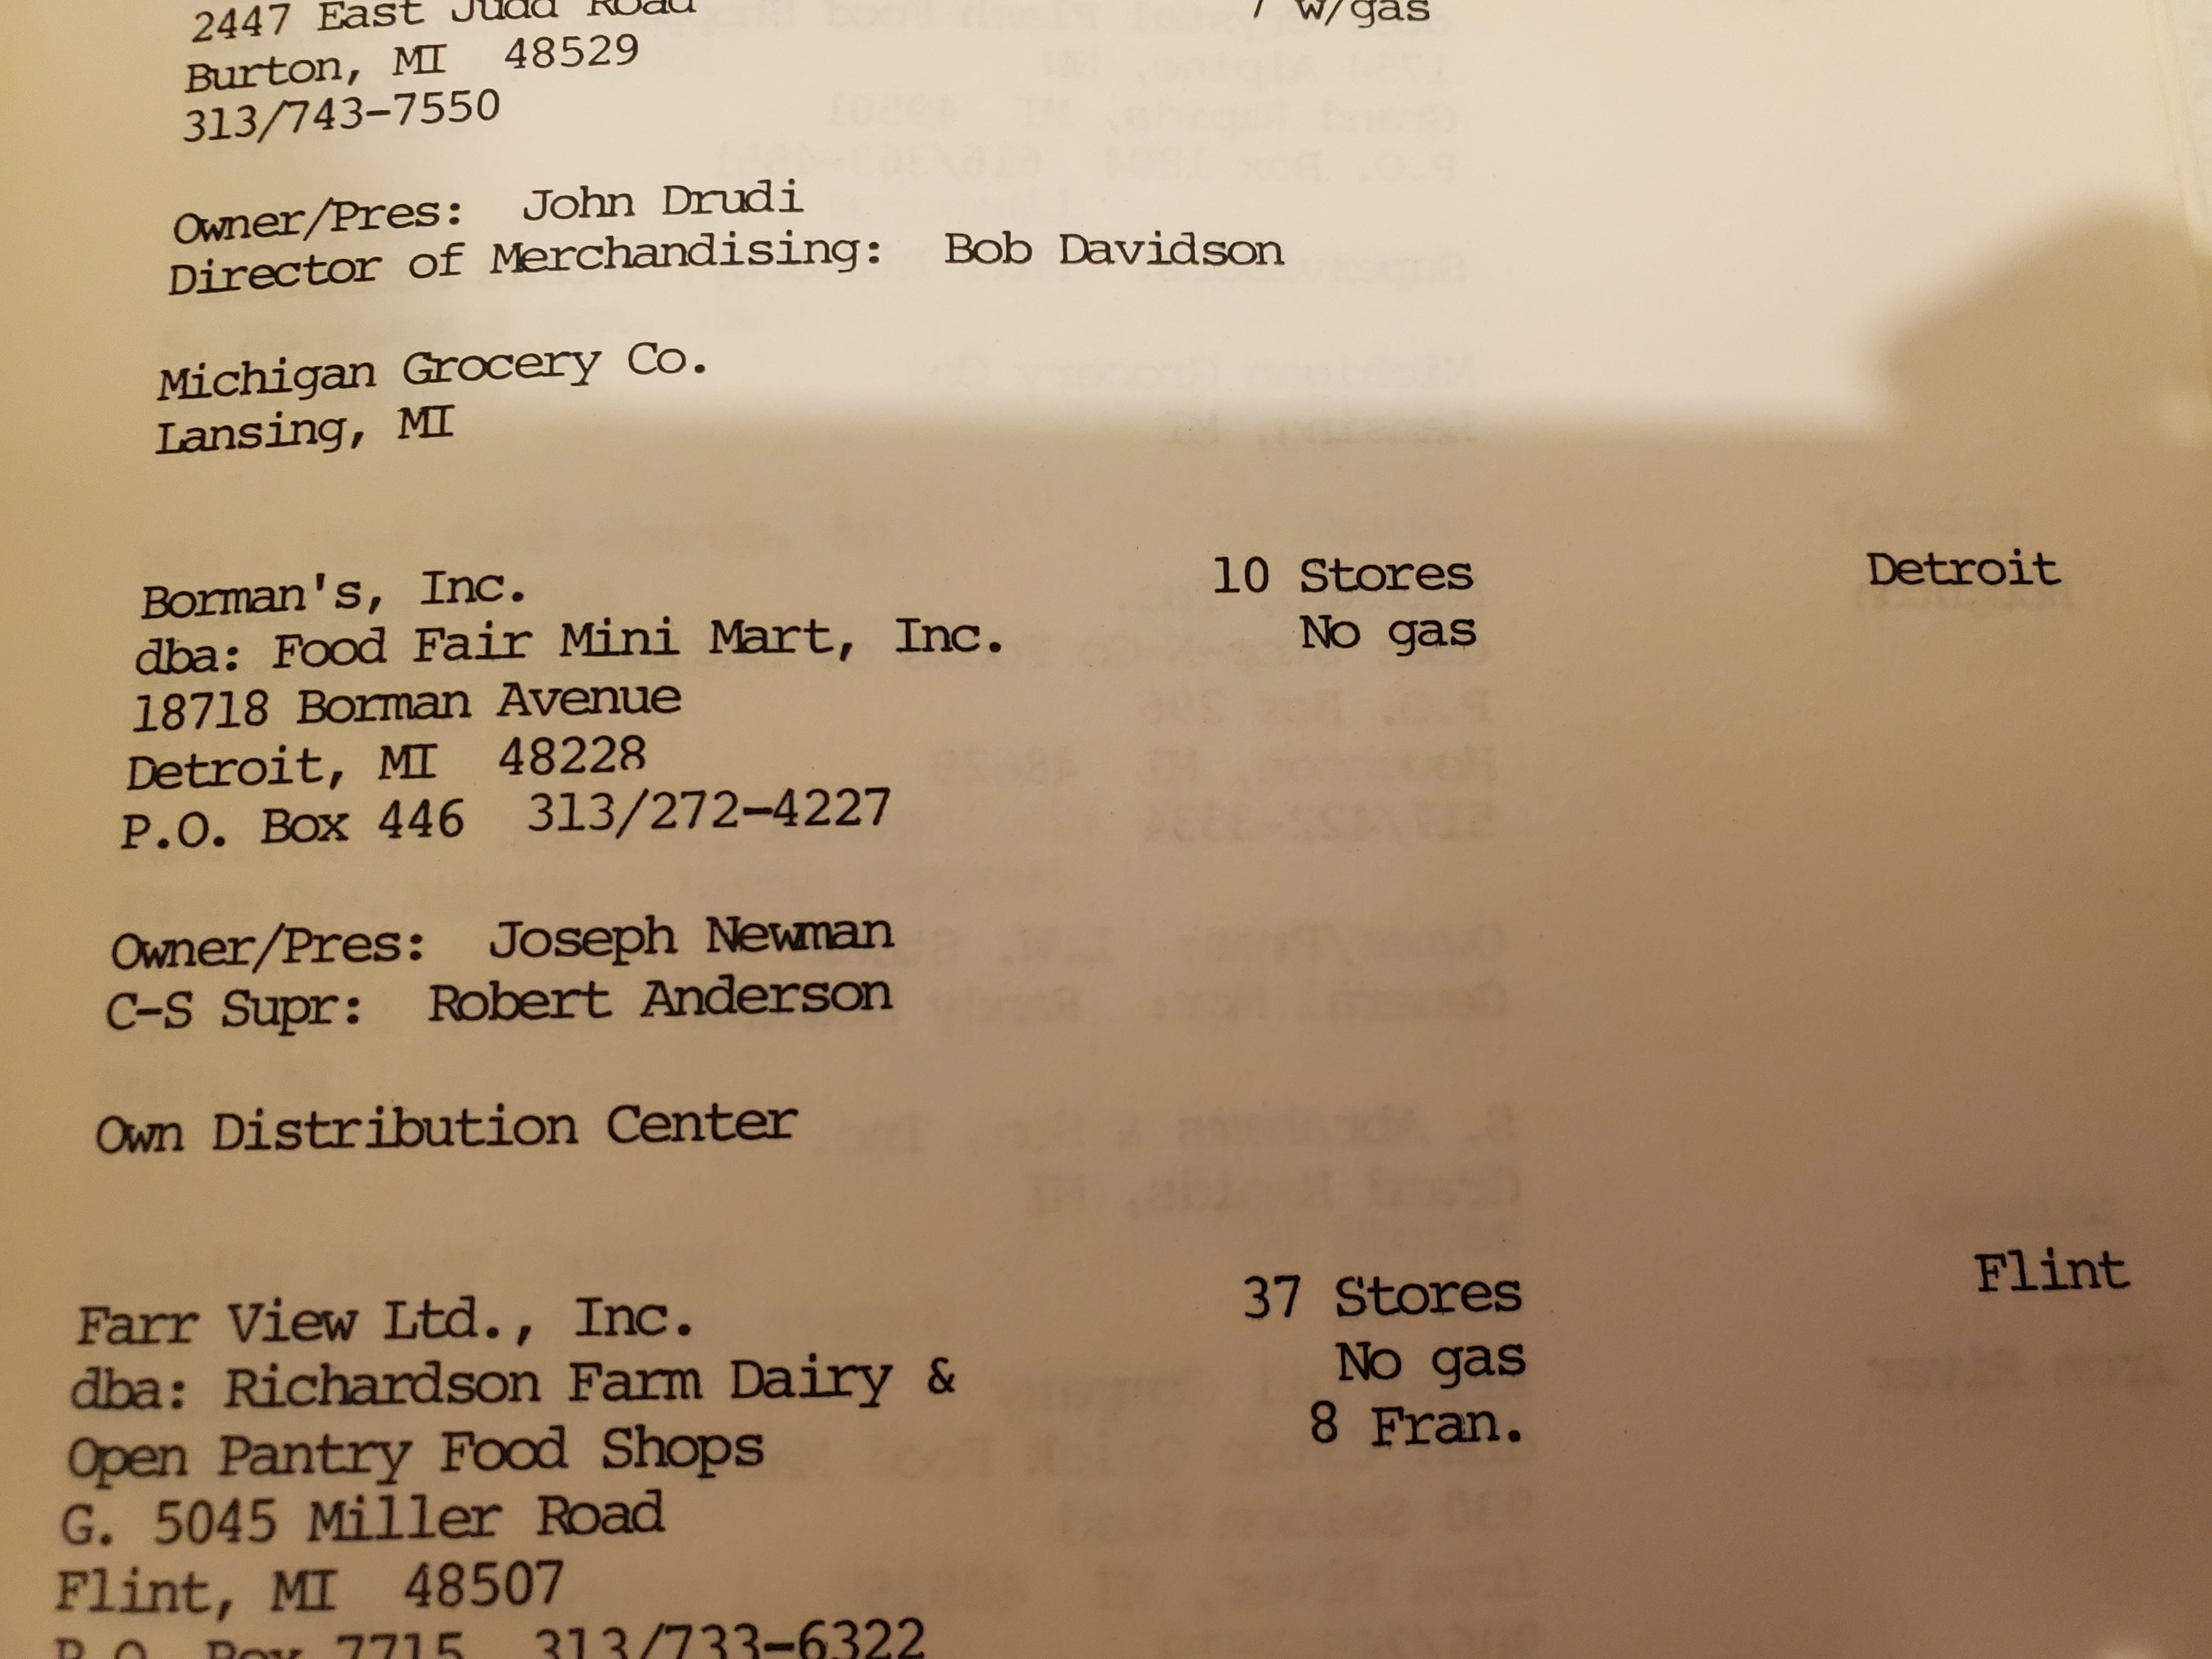 2447 East Judd Road
7 w/gas
Burton, MI 48529
313/743-7550
Owner/Pres: John Drudi
Director of Merchandising: Bob Davidson
Michigan Grocery Co.
Lansing, MI
Borman's, Inc. 10 Stores Detroit
dba: Food Fair Mini Mart, Inc. No gas
18718 Borman Avenue
Detroit, MI 48228
P.O. Box 446 313/272-4227
Owner/Pres: Joseph Newman
C-S Supr: Robert Anderson
Own Distribution Center
Farr View Ltd., Inc. 37 Stores Flint
dba: Richardson Farm Dairy & No gas
Open Pantry Food Shops 8 Fran.
G. 5045 Miller Road
Flint, MI 48507
P.O. Box 7715 313/733-6322